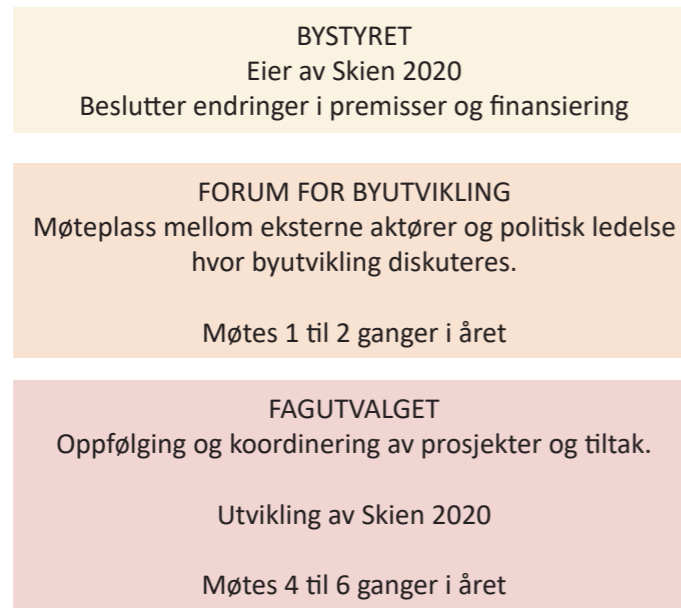 BYSTYRET
Eier av Skien 2020
Beslutter endringer i premisser og finansiering
FORUM FOR BYUTVIKLING
Møteplass mellom eksterne aktører og politisk ledelse
hvor byutvikling diskuteres.
Møtes 1 til 2 ganger i året
FAGUTVALGET
Oppfølging og koordinering av prosjekter og tiltak.
Utvikling av Skien 2020
Møtes 4 til 6 ganger i året